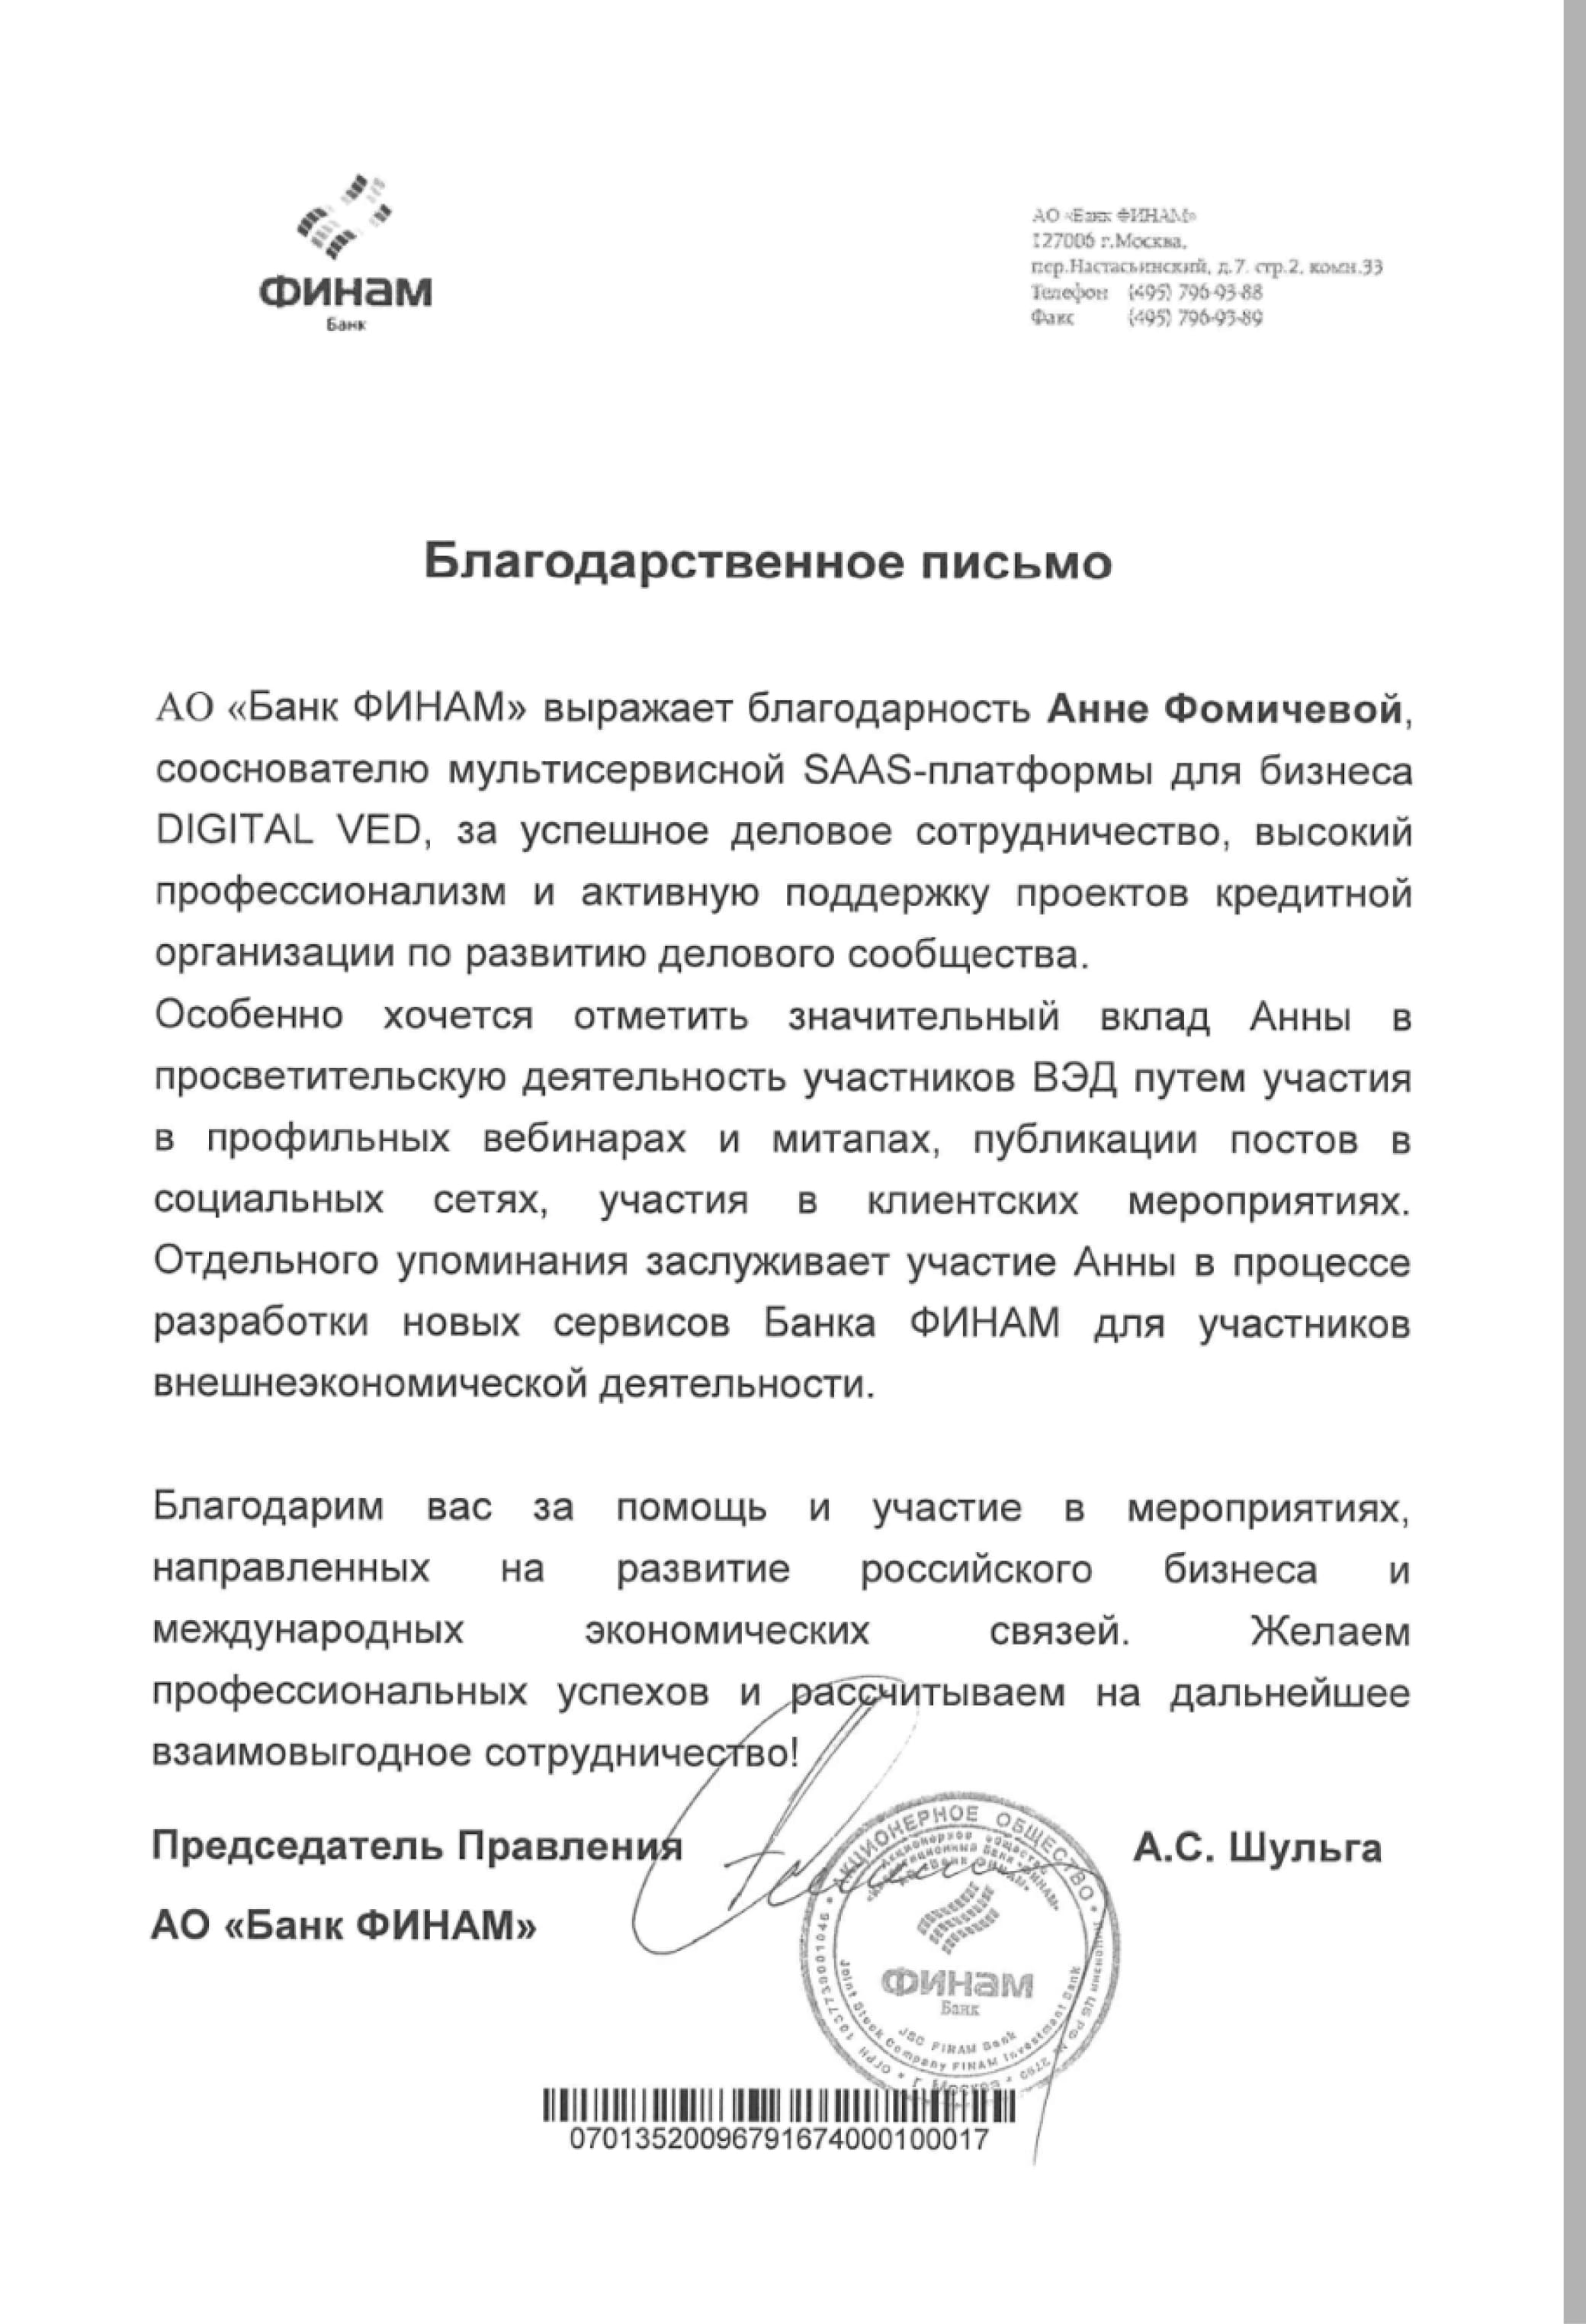 Финам
Банк
АО «Банк ФИНАМ»
127006 г.Москва,
пер.Настасьинский, д.7. стр.2, комн.33
Телефон (495) 796-93-88
Факс (495) 796-93-89
Благодарственное письмо
АО «Банк ФИНАМ» выражает благодарность Анне Фомичевой,
сооснователю мультисервисной SAAS-платформы для бизнеса
DIGITAL VED, за успешное деловое сотрудничество, высокий
профессионализм и активную поддержку проектов кредитной
организации по развитию делового сообщества.
Особенно хочется отметить значительный вклад Анны в
просветительскую деятельность участников ВЭД путем участия
в профильных вебинарах и митапах, публикации постов в
социальных сетях, участия в клиентских мероприятиях.
Отдельного упоминания заслуживает участие Анны в процессе
разработки новых сервисов Банка ФИНАМ для участников
внешнеэкономической деятельности.
Благодарим вас за помощь и участие в мероприятиях,
направленных на развитие российского бизнеса и
международных экономических связей. Желаем
профессиональных успехов и рассчитываем на дальнейшее
взаимовыгодное сотрудничество!
Председатель Правления А.С. Шульга
АО «Банк ФИНАМ»
АКЦИОНЕРНОЕ ОБЩЕСТВО
Акционерное общество
Финам
Банк
JSC FINAM Bank
Joint Stock Company FINAM Investment Bank
г. Москва
ОГРН 1037739001046
07013520096791674000100017